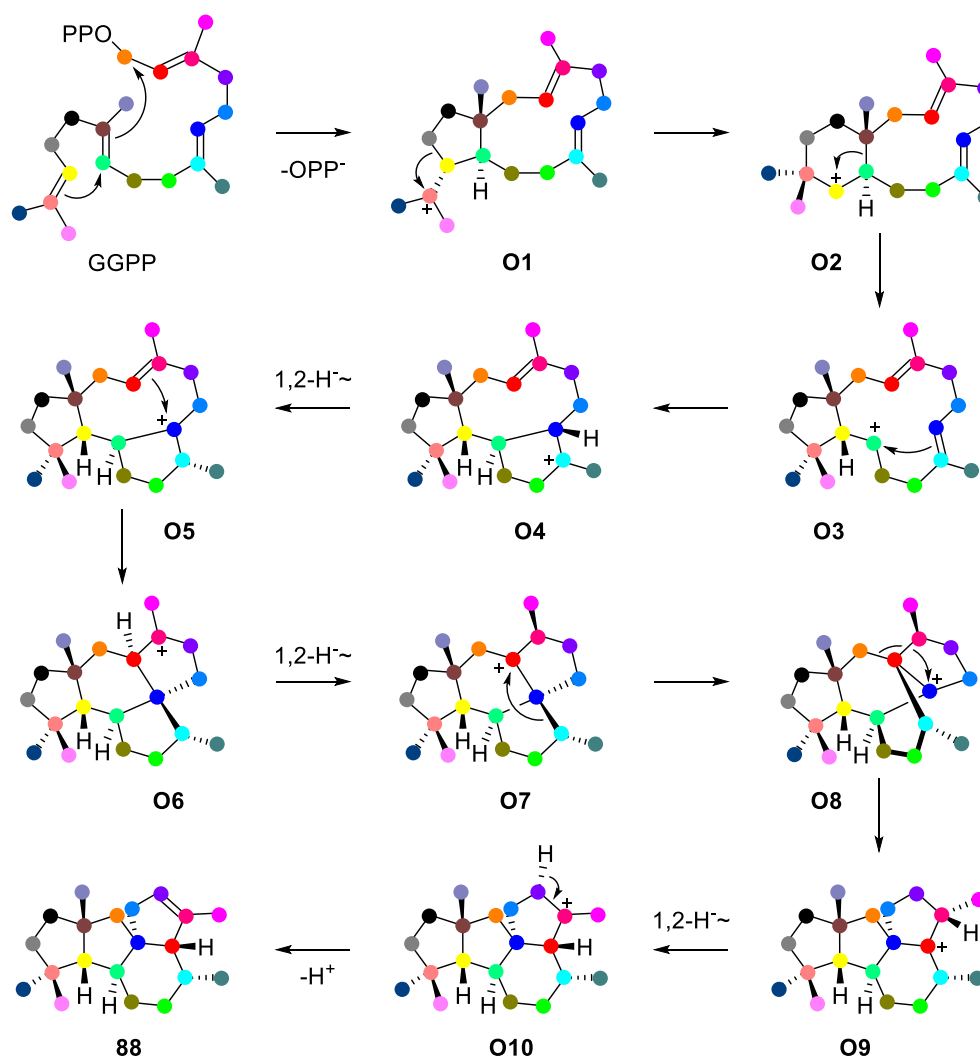 PPO
-OPP⁻
H
+
+
H
GGPP
O1
O2
1,2-H⁻~
+
H
H
+
H
H
H
+
+
H
O5
O4
O3
H
+
1,2-H⁻~
+
+
H
H
H
H
H
H
O6
O7
O8
H
+
1,2-H⁻~
H
H
H
+
-H⁺
H
H
H
H
H
H
88
O10
O9